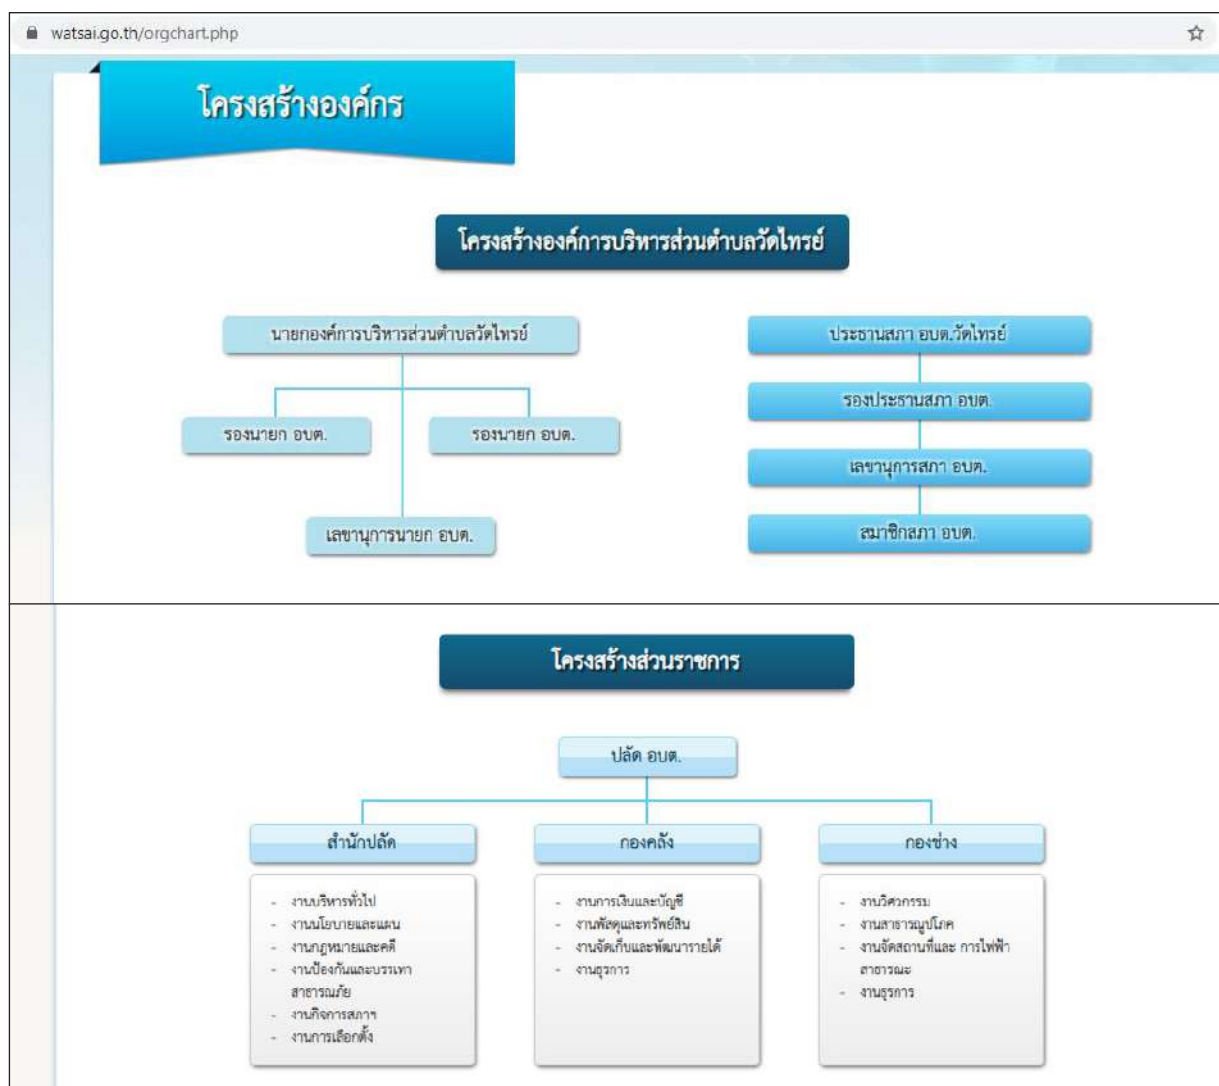 watsai.go.th/orgchart.php
โครงสร้างองค์กร
โครงสร้างองค์การบริหารส่วนตำบลวัดไทรย์
นายกองค์การบริหารส่วนตำบลวัดไทรย์
รองนายก อบต.
รองนายก อบต.
เลขานุการนายก อบต.
ประธานสภา อบต.วัดไทรย์
รองประธานสภา อบต.
เลขานุการสภา อบต.
สมาชิกสภา อบต.
โครงสร้างส่วนราชการ
ปลัด อบต.
สำนักปลัด
- งานบริหารทั่วไป
- งานนโยบายและแผน
- งานกฎหมายและคดี
- งานป้องกันและบรรเทา
สาธารณภัย
- งานกิจการสภาฯ
- งานการเลือกตั้ง
กองคลัง
- งานการเงินและบัญชี
- งานพัสดุและทรัพย์สิน
- งานจัดเก็บและพัฒนารายได้
- งานธุรการ
กองช่าง
- งานวิศวกรรม
- งานสาธารณูปโภค
- งานจัดสถานที่และ การไฟฟ้า
สาธารณะ
- งานธุรการ